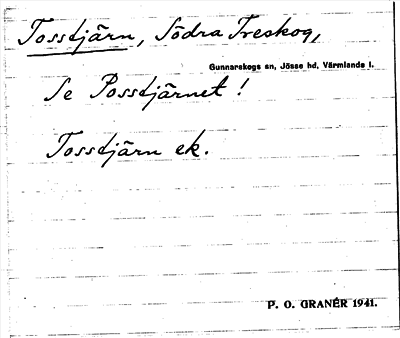 Tosstjärn, Södra Treskog,
Gunnarskogs sn, Jösse hd, Värmlands l.
Se Posstjärnet !
Tosstjärn ek.
P. O. GRANÉR 1941.